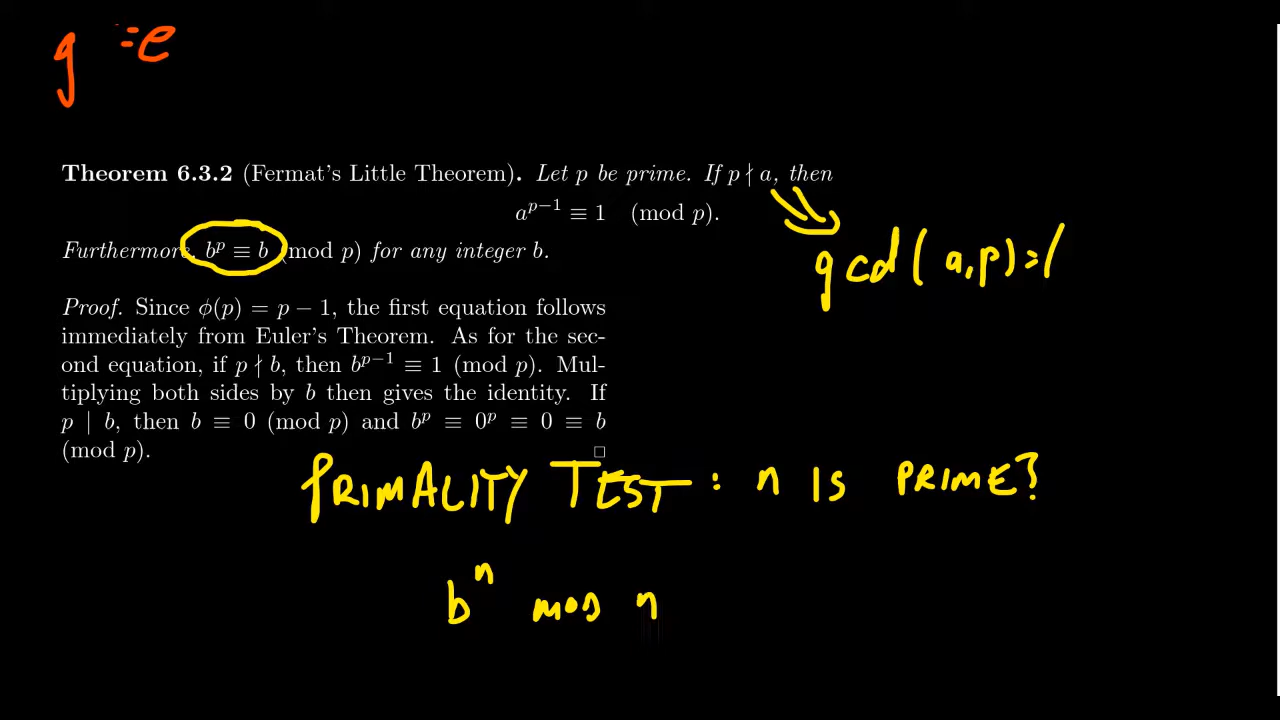 g =e
Theorem 6.3.2 (Fermat's Little Theorem). Let p be prime. If p ∤ a, then
a^{p−1} ≡ 1 (mod p).
Furthermore, b^p ≡ b (mod p) for any integer b.
gcd(a,p)=1
Proof. Since ϕ(p) = p − 1, the first equation follows
immediately from Euler's Theorem. As for the sec-
ond equation, if p ∤ b, then b^{p−1} ≡ 1 (mod p). Mul-
tiplying both sides by b then gives the identity. If
p | b, then b ≡ 0 (mod p) and b^p ≡ 0^p ≡ 0 ≡ b
(mod p). □
PRIMALITY TEST : n IS PRIME?
b^n MOD n